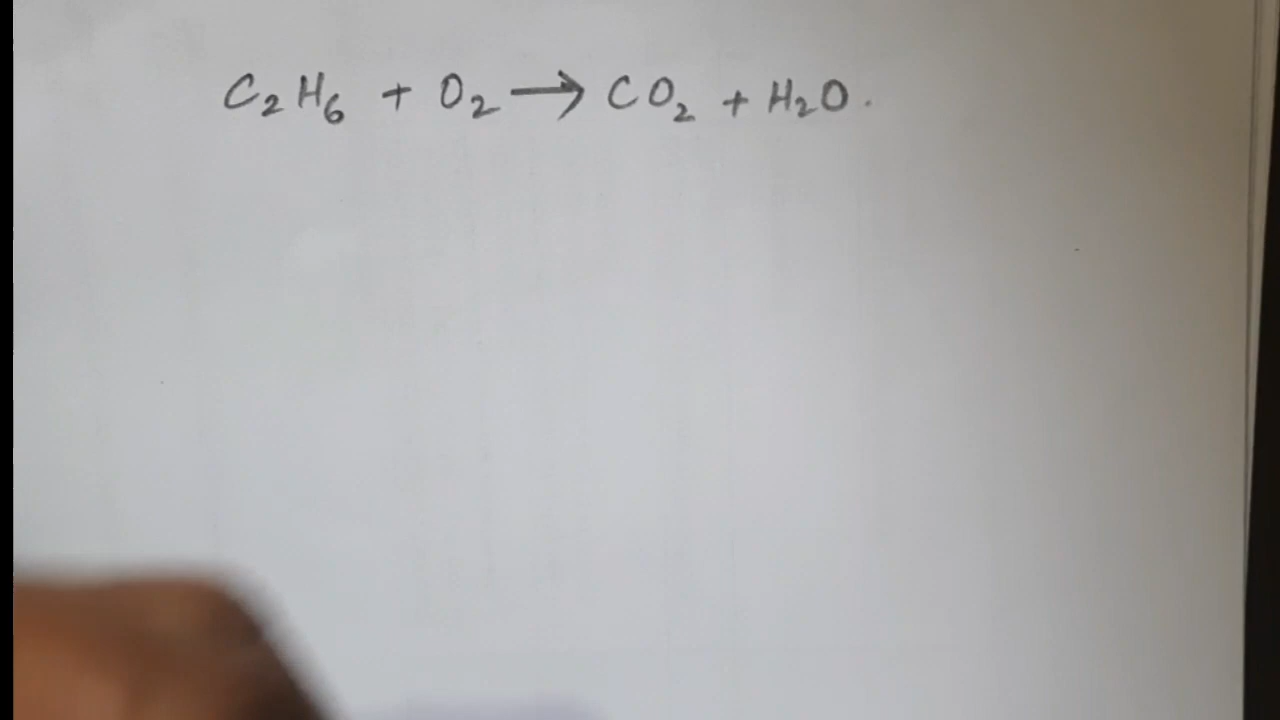 C₂H₆ + O₂ → CO₂ + H₂O.